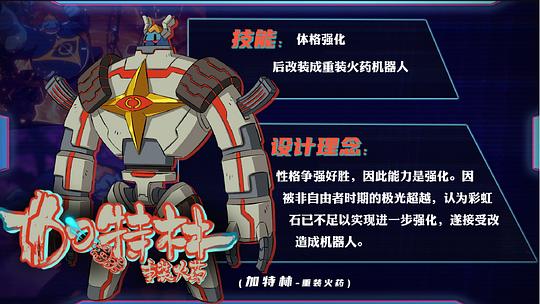 技能： 体格强化
后改装成重装火药机器人
设计理念：
性格争强好胜，因此能力是强化。因
被非自由者时期的极光超越，认为彩虹
石已不足以实现进一步强化，遂接受改
造成机器人。
加特林
重装火药
（加特林-重装火药）